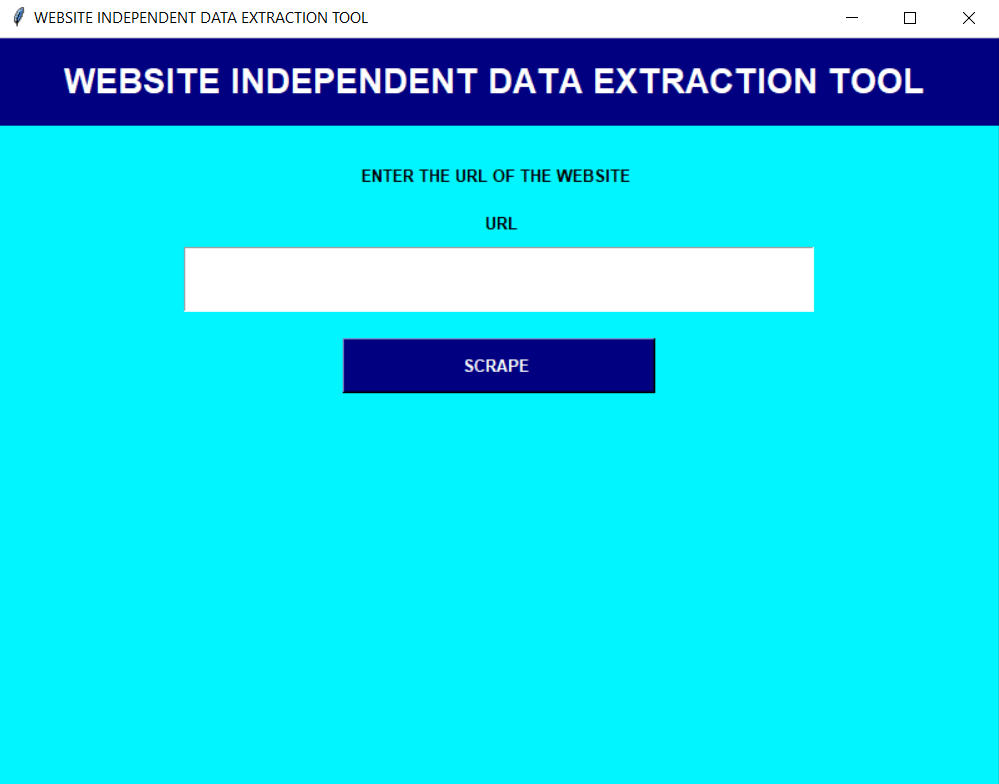 WEBSITE INDEPENDENT DATA EXTRACTION TOOL
WEBSITE INDEPENDENT DATA EXTRACTION TOOL
ENTER THE URL OF THE WEBSITE
URL
SCRAPE